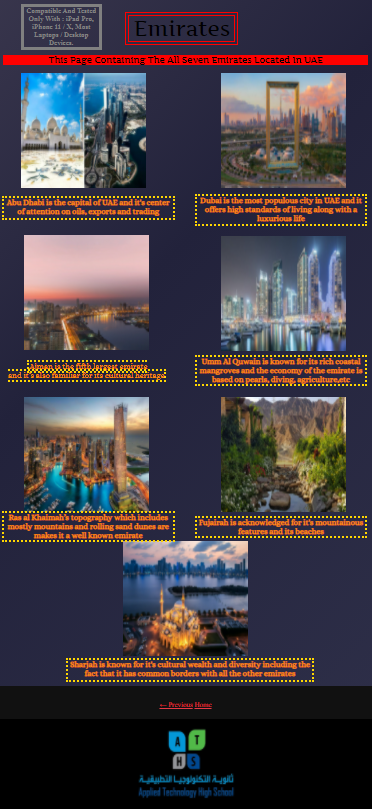 Compatible And Tested
Only With : iPad Pro,
iPhone 11 / X, Most
Laptops / Desktop
Devices.
Emirates
This Page Containing The All Seven Emirates Located In UAE
Abu Dhabi is the capital of UAE and it's center
of attention on oils, exports and trading
Dubai is the most populous city in UAE and it
offers high standards of living along with a
luxurious life
Ajmen is the fifth largest emirate
and it's also familiar for its cultural heritage
Umm Al Quwain is known for its rich coastal
mangroves and the economy of the emirate is
based on pearls, diving, agriculture,etc
Ras al Khaimah's topography which includes
mostly mountains and rolling sand dunes are
makes it a well known emirate
Fujairah is acknowledged for it's mountainous
features and its beaches
Sharjah is known for it's cultural wealth and diversity including the
fact that it has common borders with all the other emirates
← Previous Home
A T
H S
ثانوية التكنولوجيا التطبيقية
Applied Technology High School